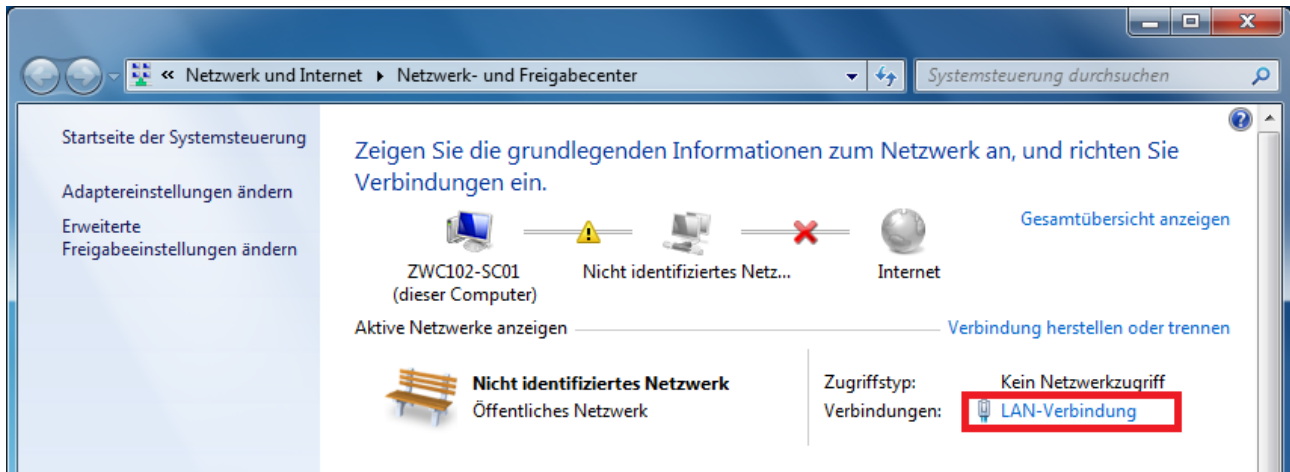 « Netzwerk und Internet ▸ Netzwerk- und Freigabecenter
Systemsteuerung durchsuchen
Startseite der Systemsteuerung
Adaptereinstellungen ändern
Erweiterte
Freigabeeinstellungen ändern
Zeigen Sie die grundlegenden Informationen zum Netzwerk an, und richten Sie
Verbindungen ein.
Gesamtübersicht anzeigen
ZWC102-SC01
(dieser Computer)
Nicht identifiziertes Netz...
Internet
Aktive Netzwerke anzeigen
Verbindung herstellen oder trennen
Nicht identifiziertes Netzwerk
Öffentliches Netzwerk
Zugriffstyp: Kein Netzwerkzugriff
Verbindungen: LAN-Verbindung